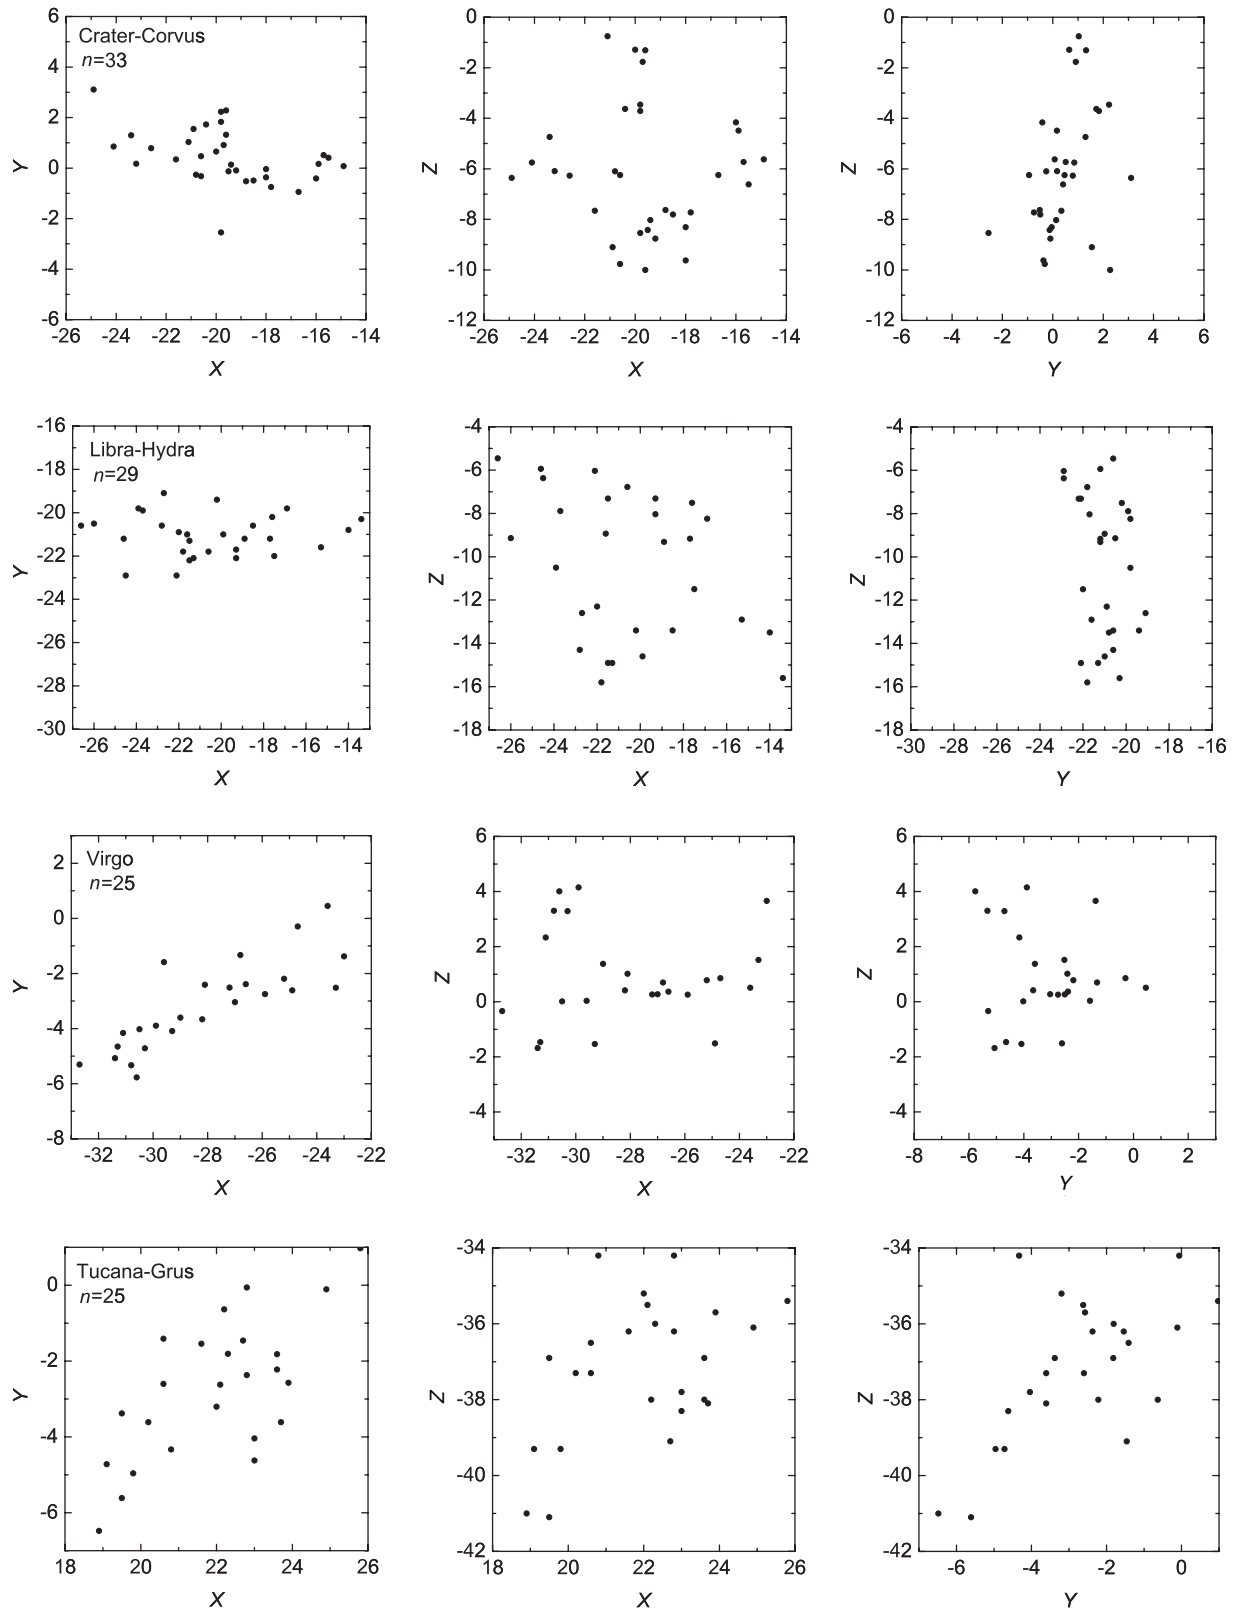 6
4
2
0
-2
-4
-6
Y
Crater-Corvus
n=33
-26 -24 -22 -20 -18 -16 -14
X
0
-2
-4
-6
-8
-10
-12
Z
-26 -24 -22 -20 -18 -16 -14
X
0
-2
-4
-6
-8
-10
-12
Z
-6 -4 -2 0 2 4 6
Y
-16
-18
-20
-22
-24
-26
-28
-30
Y
Libra-Hydra
n=29
-26 -24 -22 -20 -18 -16 -14
X
-4
-6
-8
-10
-12
-14
-16
-18
Z
-26 -24 -22 -20 -18 -16 -14
X
-4
-6
-8
-10
-12
-14
-16
-18
Z
-30 -28 -26 -24 -22 -20 -18 -16
Y
2
0
-2
-4
-6
-8
Y
Virgo
n=25
-32 -30 -28 -26 -24 -22
X
6
4
2
0
-2
-4
Z
-32 -30 -28 -26 -24 -22
X
6
4
2
0
-2
-4
Z
-8 -6 -4 -2 0 2
Y
0
-2
-4
-6
Y
Tucana-Grus
n=25
18 20 22 24 26
X
-34
-36
-38
-40
-42
Z
18 20 22 24 26
X
-34
-36
-38
-40
-42
Z
-6 -4 -2 0
Y